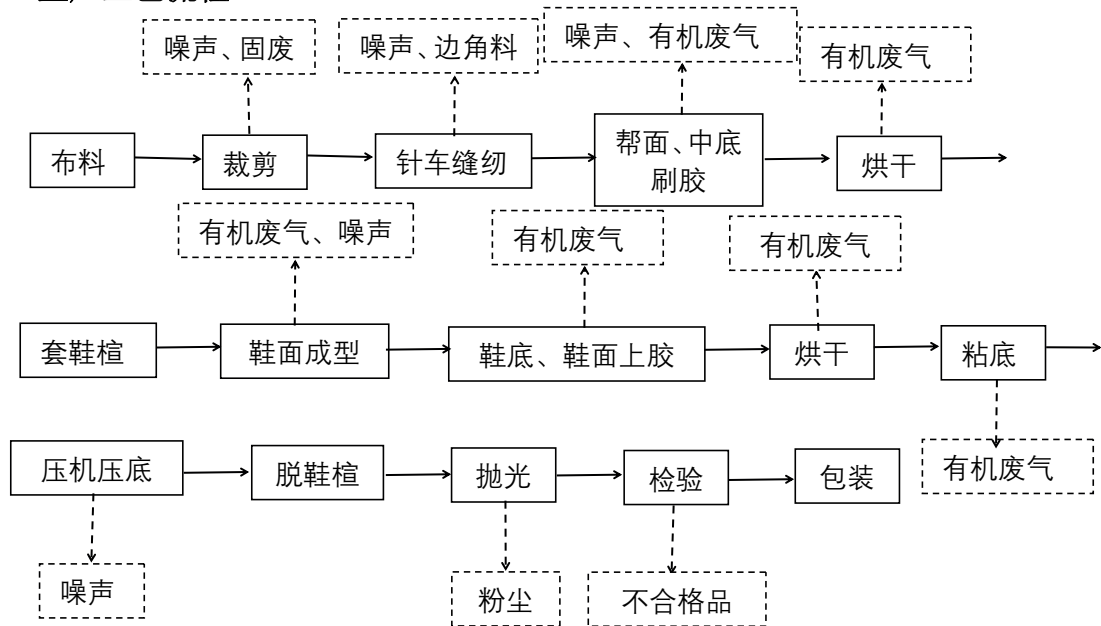 噪声、固废
噪声、边角料
噪声、有机废气
有机废气
布料
裁剪
针车缝纫
帮面、中底
刷胶
烘干
有机废气、噪声
有机废气
有机废气
套鞋楦
鞋面成型
鞋底、鞋面上胶
烘干
粘底
压机压底
脱鞋楦
抛光
检验
包装
有机废气
噪声
粉尘
不合格品